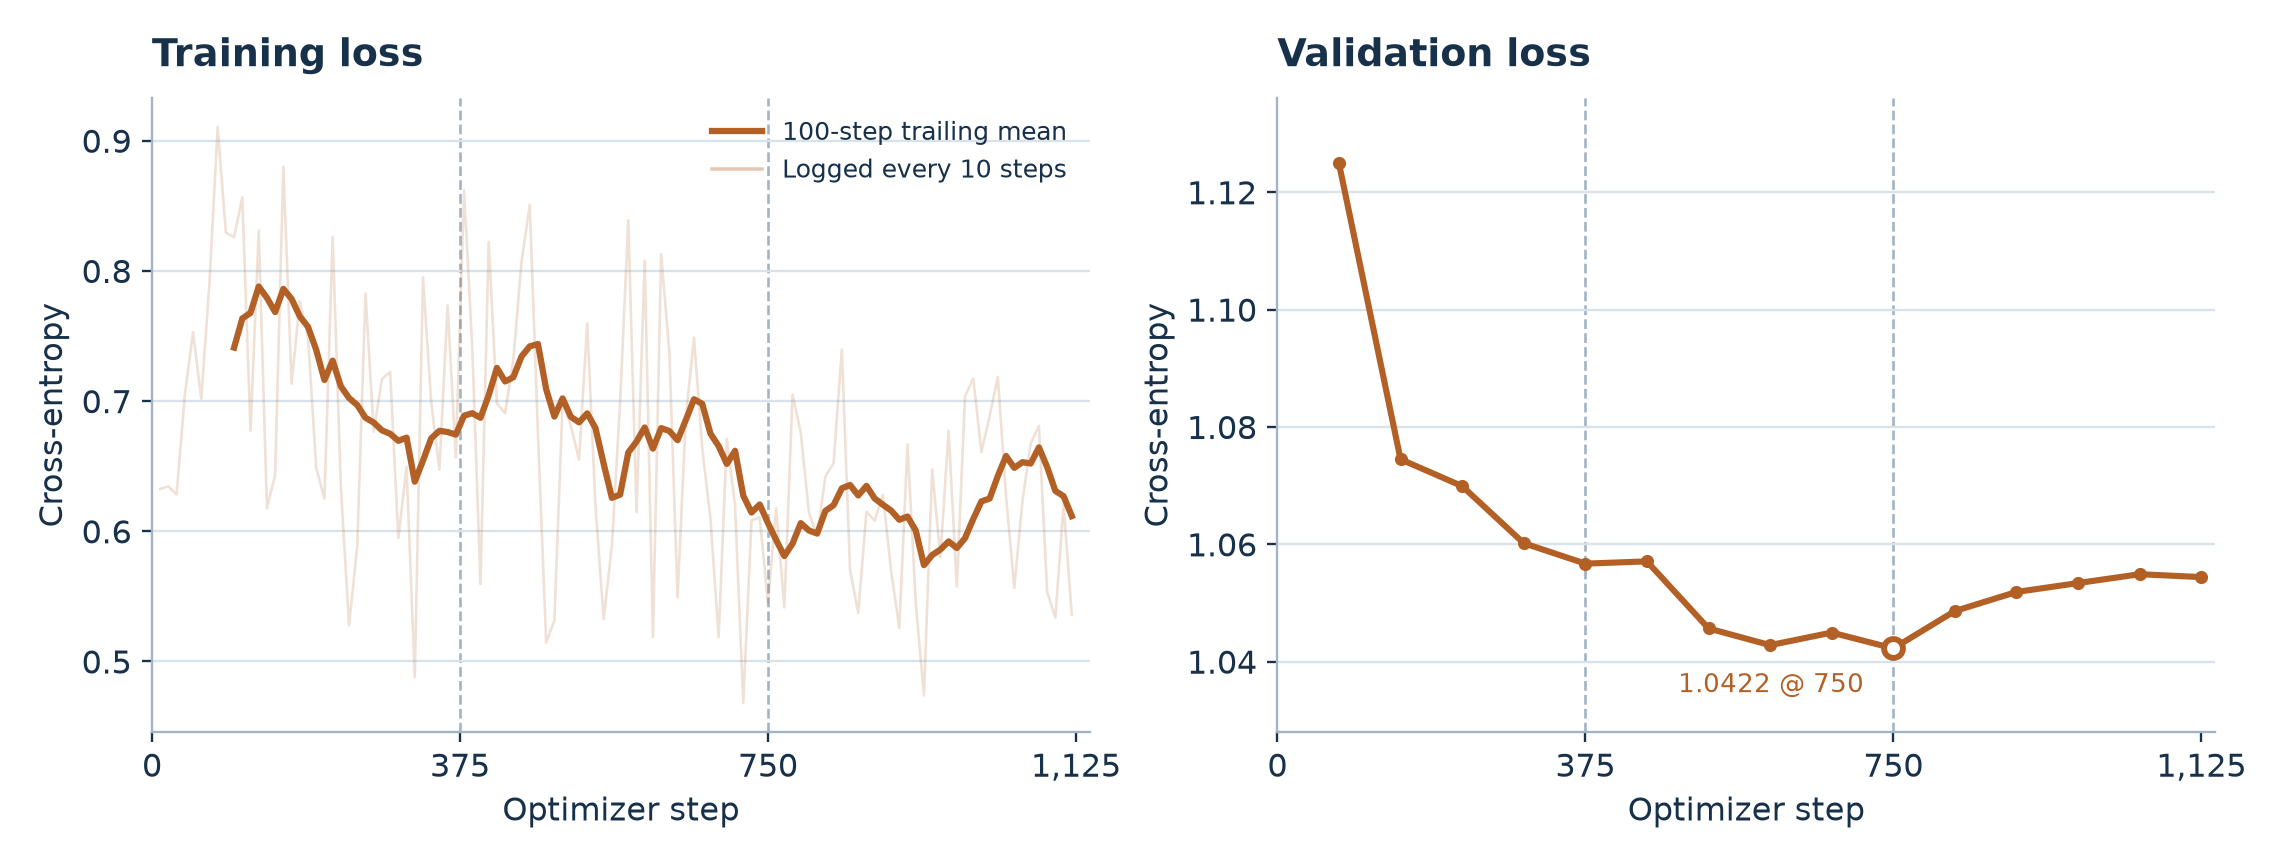 Training loss
Cross-entropy
0.9
0.8
0.7
0.6
0.5
100-step trailing mean
Logged every 10 steps
0
375
750
1,125
Optimizer step
Validation loss
Cross-entropy
1.12
1.10
1.08
1.06
1.04
1.0422 @ 750
0
375
750
1,125
Optimizer step